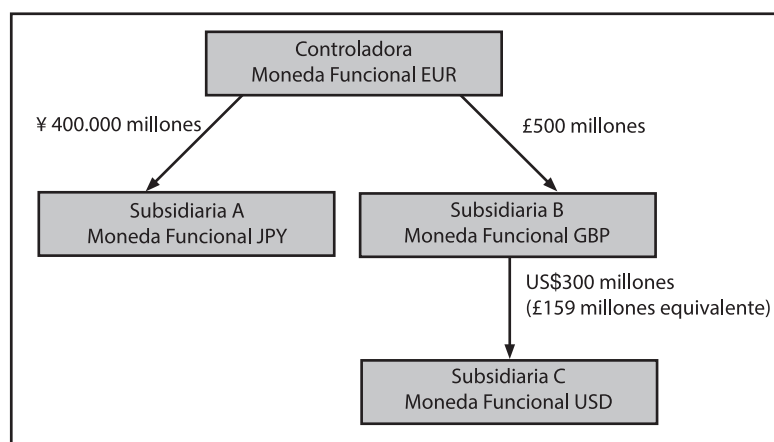 Controladora
Moneda Funcional EUR
¥ 400.000 millones
£500 millones
Subsidiaria A
Moneda Funcional JPY
Subsidiaria B
Moneda Funcional GBP
US$300 millones
(£159 millones equivalente)
Subsidiaria C
Moneda Funcional USD